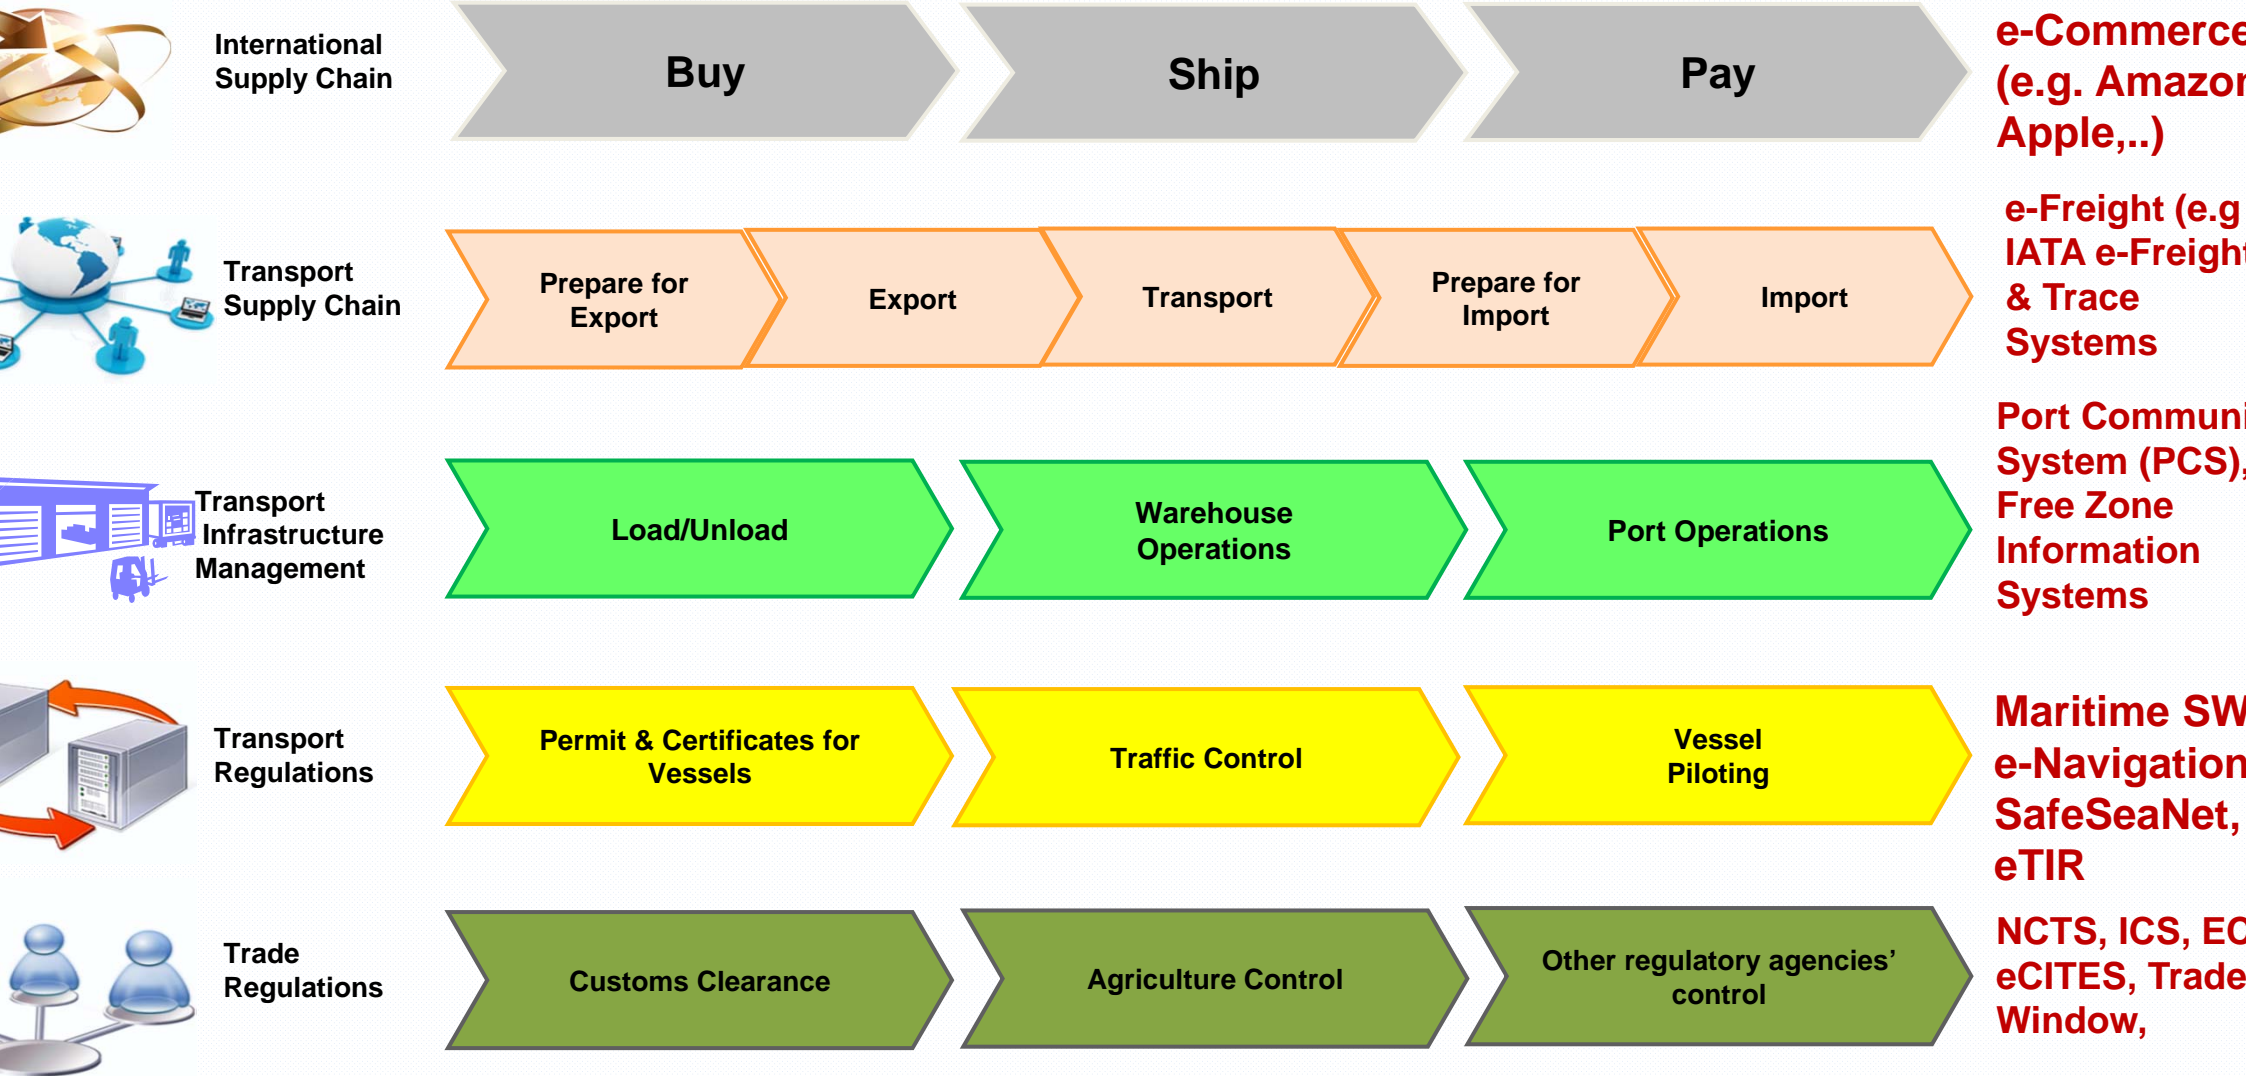 International
Supply Chain
Buy
Ship
Pay
e-Commerce
(e.g. Amazon
Apple,..)
Transport
Supply Chain
Prepare for
Export
Export
Transport
Prepare for
Import
Import
e-Freight (e.g
IATA e-Freight
& Trace
Systems
Transport
Infrastructure
Management
Load/Unload
Warehouse
Operations
Port Operations
Port
System (PCS),
Free Zone
Information
Systems
Transport
Regulations
Permit & Certificates for
Vessels
Traffic Control
Vessel
Piloting
Maritime SW
e-Navigation
SafeSeaNet,
eTIR
Trade
Regulations
Customs Clearance
Agriculture Control
Other regulatory agencies’
control
NCTS, ICS,
eCITES, Trade
Window,